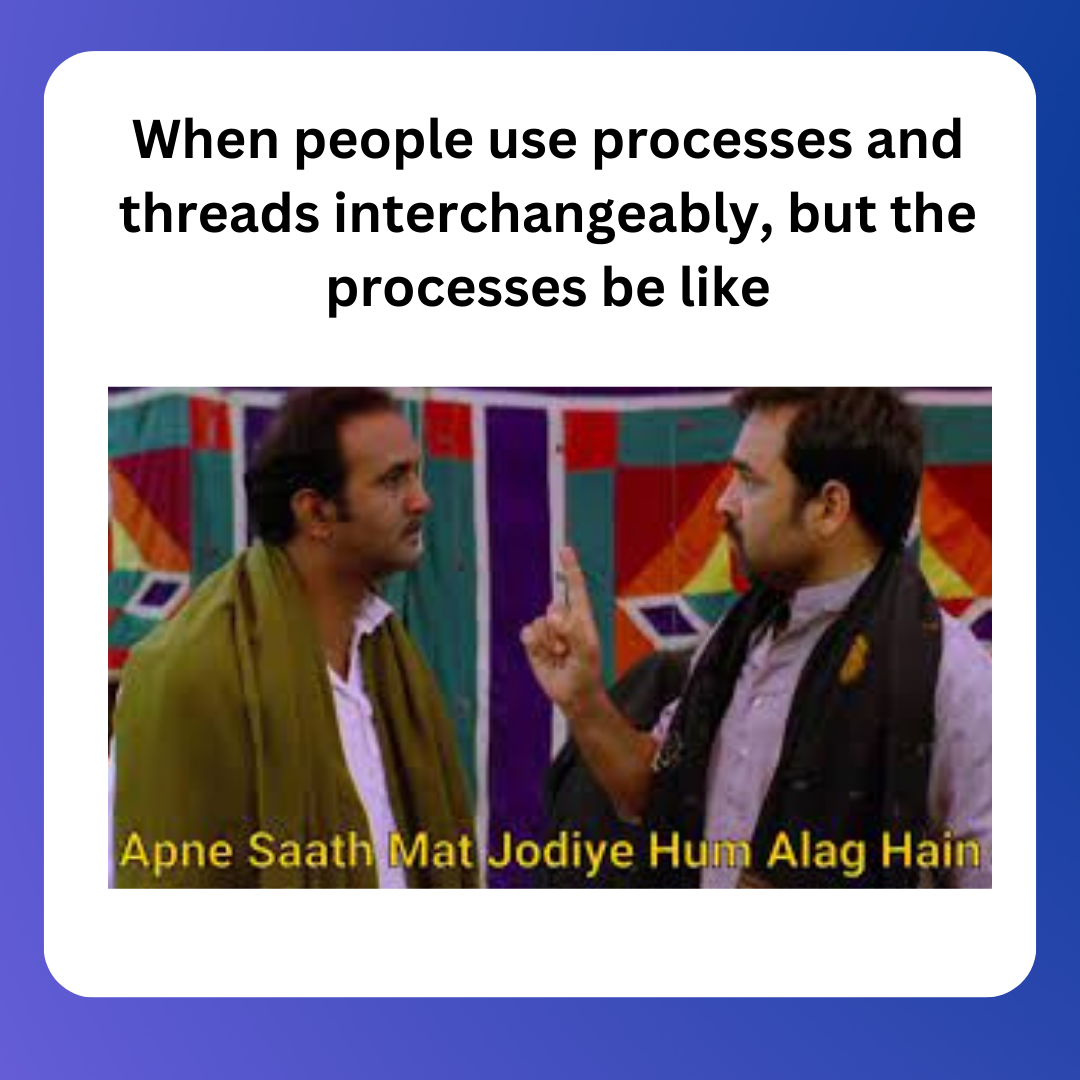 When people use processes and
threads interchangeably, but the
processes be like
Apne Saath Mat Jodiye Hum Alag Hain